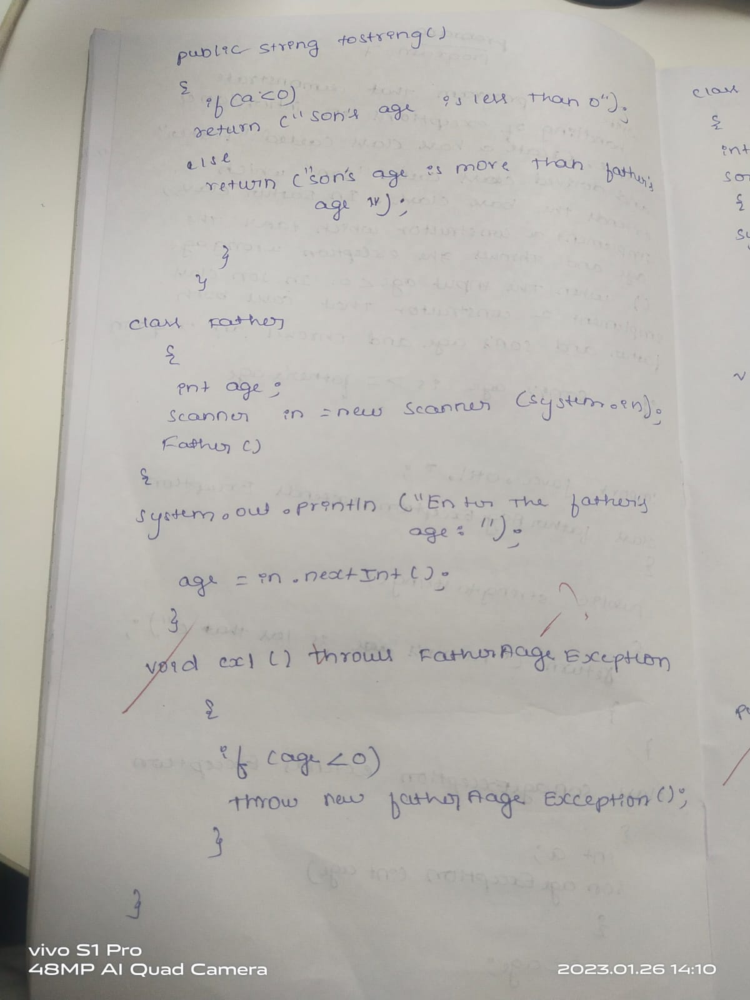 public string tostring()
{
if (a<0)
return ("son's age is less than 0");
else
return ("son's age is more than father's
age ");
}
}
class Father
{
int age;
scanner in = new scanner (system.in);
Father ()
{
system.out.println ("Enter the father's
age: ");
age = in.nextInt();
}
void ex1 () throws FatherAage Exception
{
if (age <0)
throw new fatherAage Exception();
}
}
class
{
int
so
{
sy
vivo S1 Pro
48MP AI Quad Camera
2023.01.26 14:10